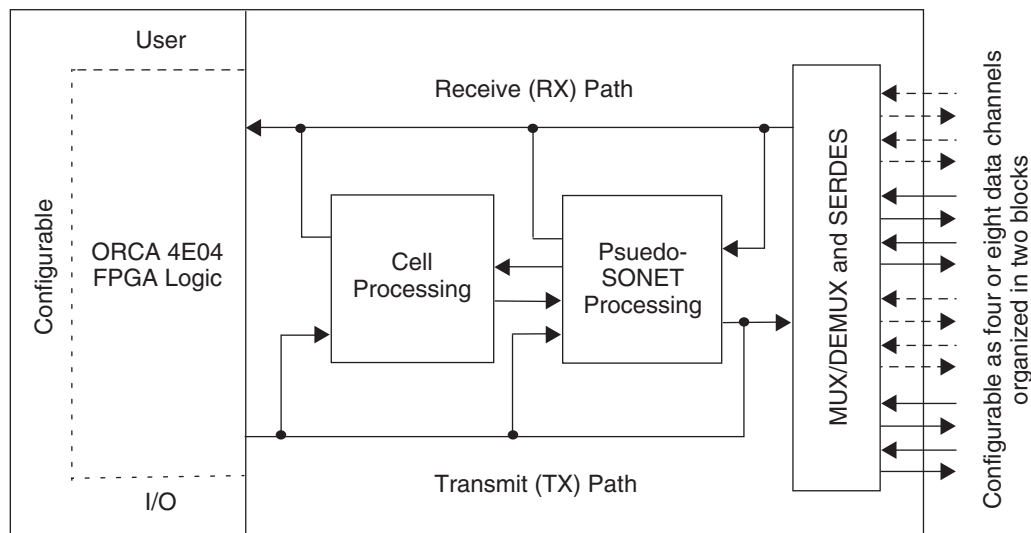 User
Configurable
ORCA 4E04
FPGA Logic
I/O
Receive (RX) Path
Cell
Processing
Psuedo-
SONET
Processing
Transmit (TX) Path
MUX/DEMUX and SERDES
Configurable as four or eight data channels
organized in two blocks